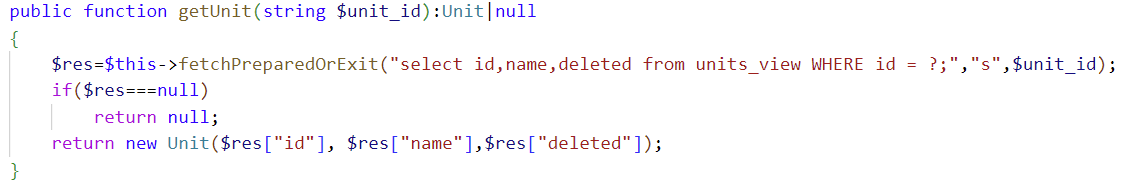 public function getUnit(string $unit_id):Unit|null
{
    $res=$this->fetchPreparedOrExit("select id,name,deleted from units_view WHERE id = ?;","s",$unit_id);
    if($res===null)
        return null;
    return new Unit($res["id"], $res["name"],$res["deleted"]);
}